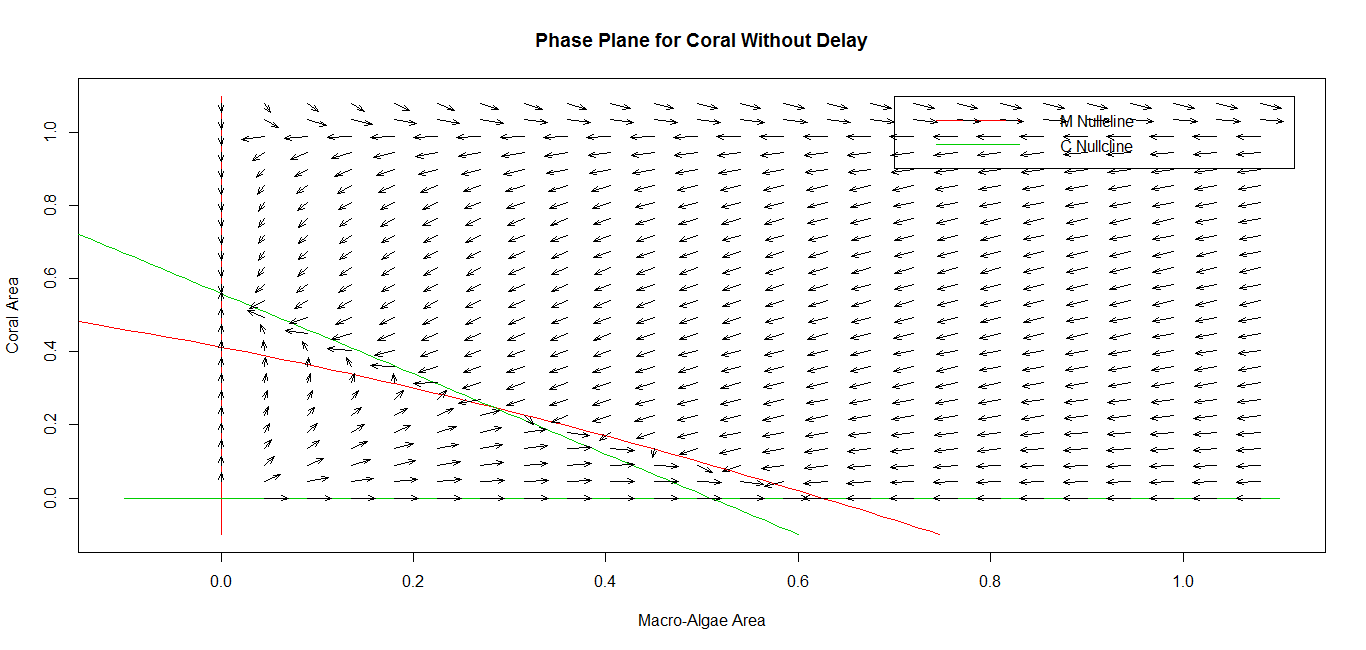 Phase Plane for Coral Without Delay
M Nullcline
C Nullcline
1.0
0.8
0.6
0.4
0.2
0.0
Coral Area
0.0 0.2 0.4 0.6 0.8 1.0
Macro-Algae Area